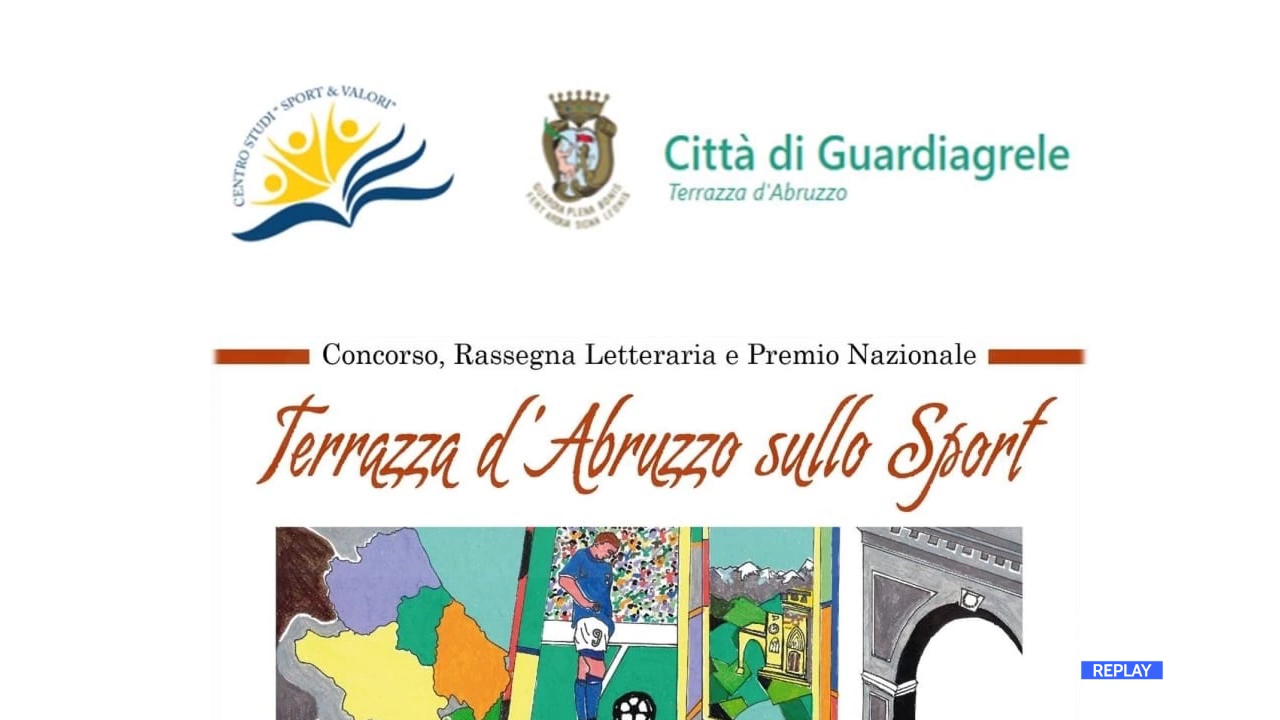 CENTRO STUDI "SPORT & VALORI"
GUARDIA PLENA BONIS
FERT ARDUA SIGNA LEONIS
Città di Guardiagrele
Terrazza d'Abruzzo
Concorso, Rassegna Letteraria e Premio Nazionale
Terrazza d'Abruzzo sullo Sport
9
REPLAY